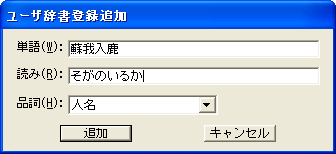 ユーザ辞書登録追加
単語(W): 蘇我入鹿
読み(R): そがのいるか
品詞(H): 人名
追加 キャンセル